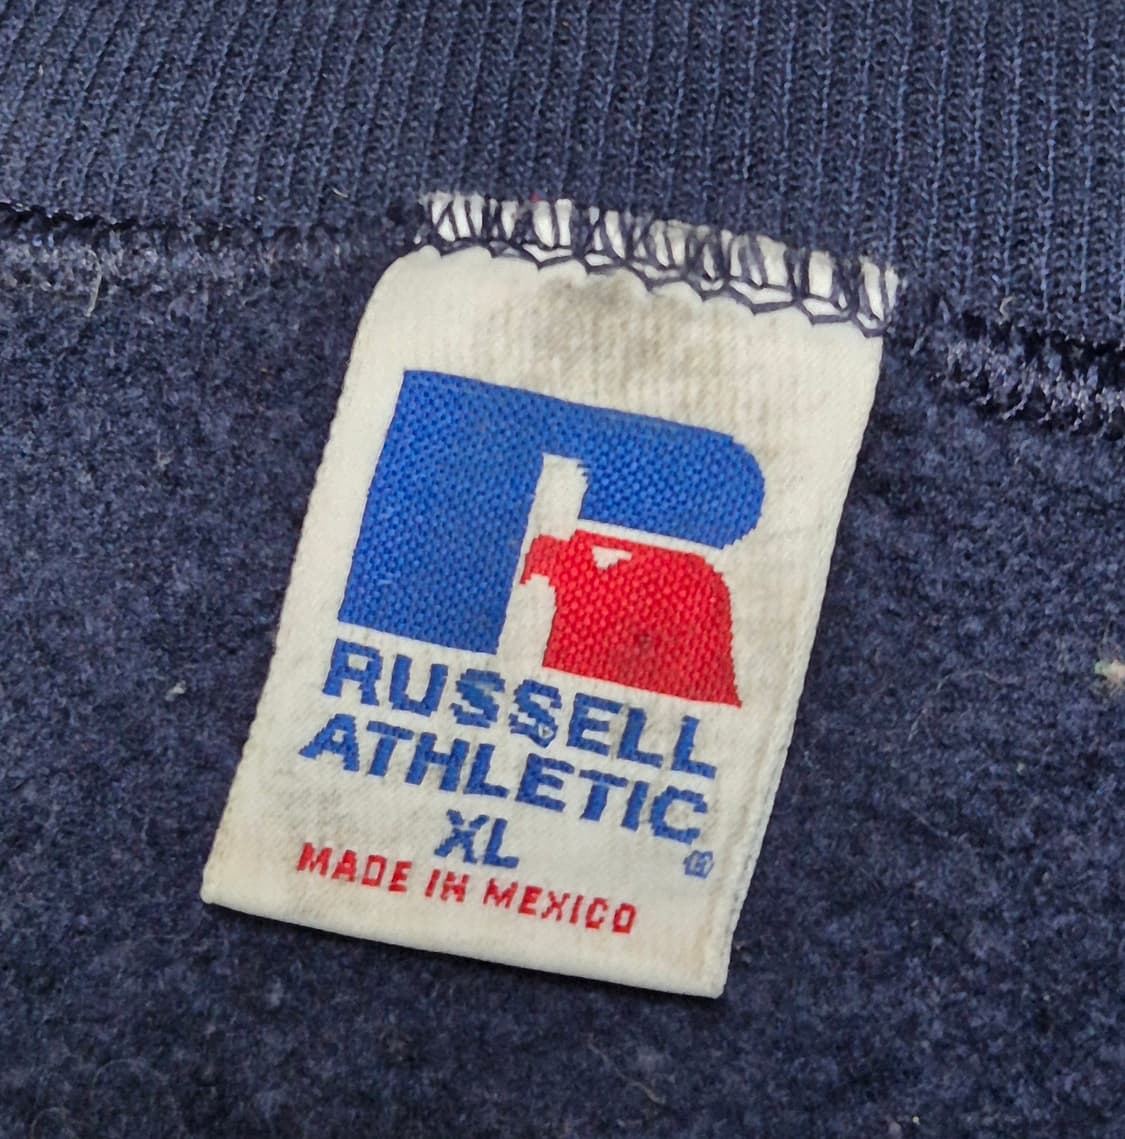 RUSSELL
ATHLETIC
XL ®
MADE IN MEXICO